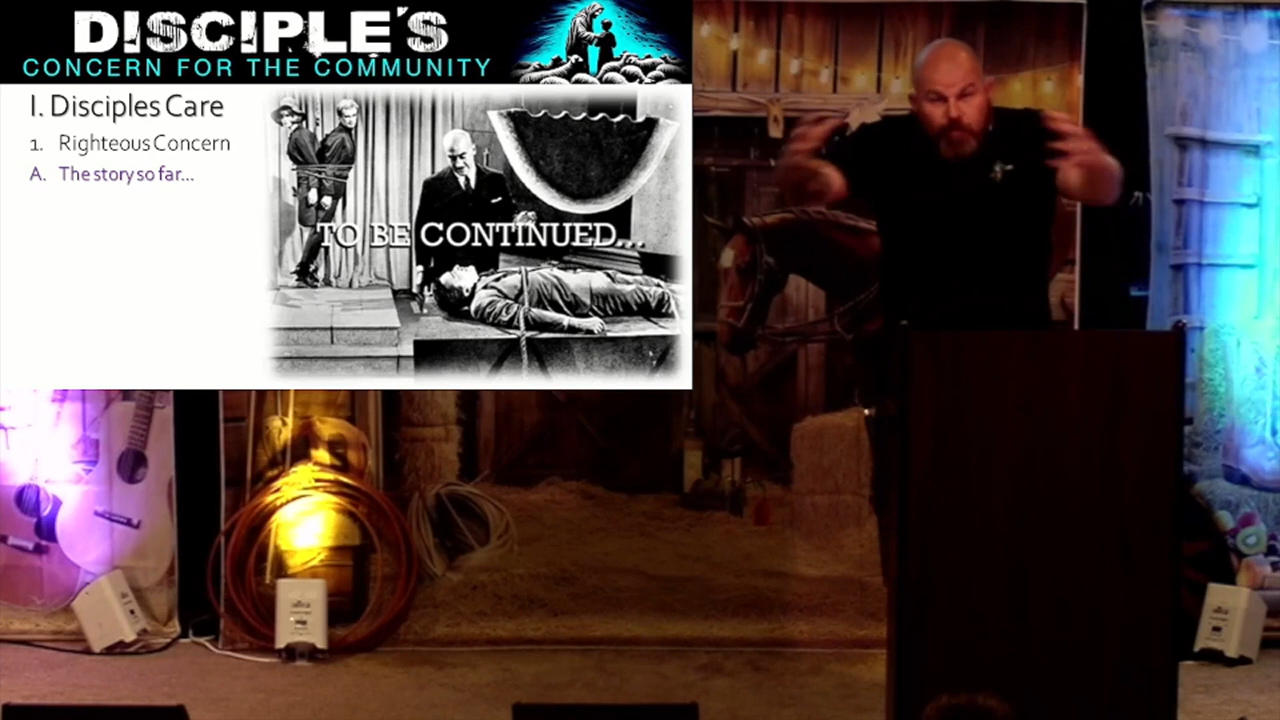 DISCIPLE'S
CONCERN FOR THE COMMUNITY
I. Disciples Care
1. Righteous Concern
A. The story so far...
TO BE CONTINUED...